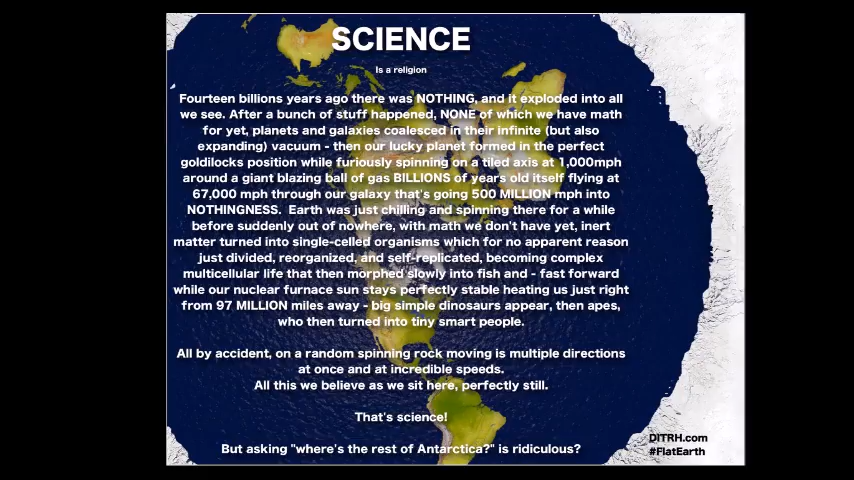 SCIENCE
Is a religion
Fourteen billions years ago there was NOTHING, and it exploded into all
we see. After a bunch of stuff happened, NONE of which we have math
for yet, planets and galaxies coalesced in their infinite (but also
expanding) vacuum - then our lucky planet formed in the perfect
goldilocks position while furiously spinning on a tiled axis at 1,000mph
around a giant blazing ball of gas BILLIONS of years old itself flying at
67,000 mph through our galaxy that's going 500 MILLION mph into
NOTHINGNESS. Earth was just chilling and spinning there for a while
before suddenly out of nowhere, with math we don't have yet, inert
matter turned into single-celled organisms which for no apparent reason
just divided, reorganized, and self-replicated, becoming complex
multicellular life that then morphed slowly into fish and - fast forward
while our nuclear furnace sun stays perfectly stable heating us just right
from 97 MILLION miles away - big simple dinosaurs appear, then apes,
who then turned into tiny smart people.
All by accident, on a random spinning rock moving is multiple directions
at once and at incredible speeds.
All this we believe as we sit here, perfectly still.
That's science!
But asking "where's the rest of Antarctica?" is ridiculous?
DITRH.com
#FlatEarth